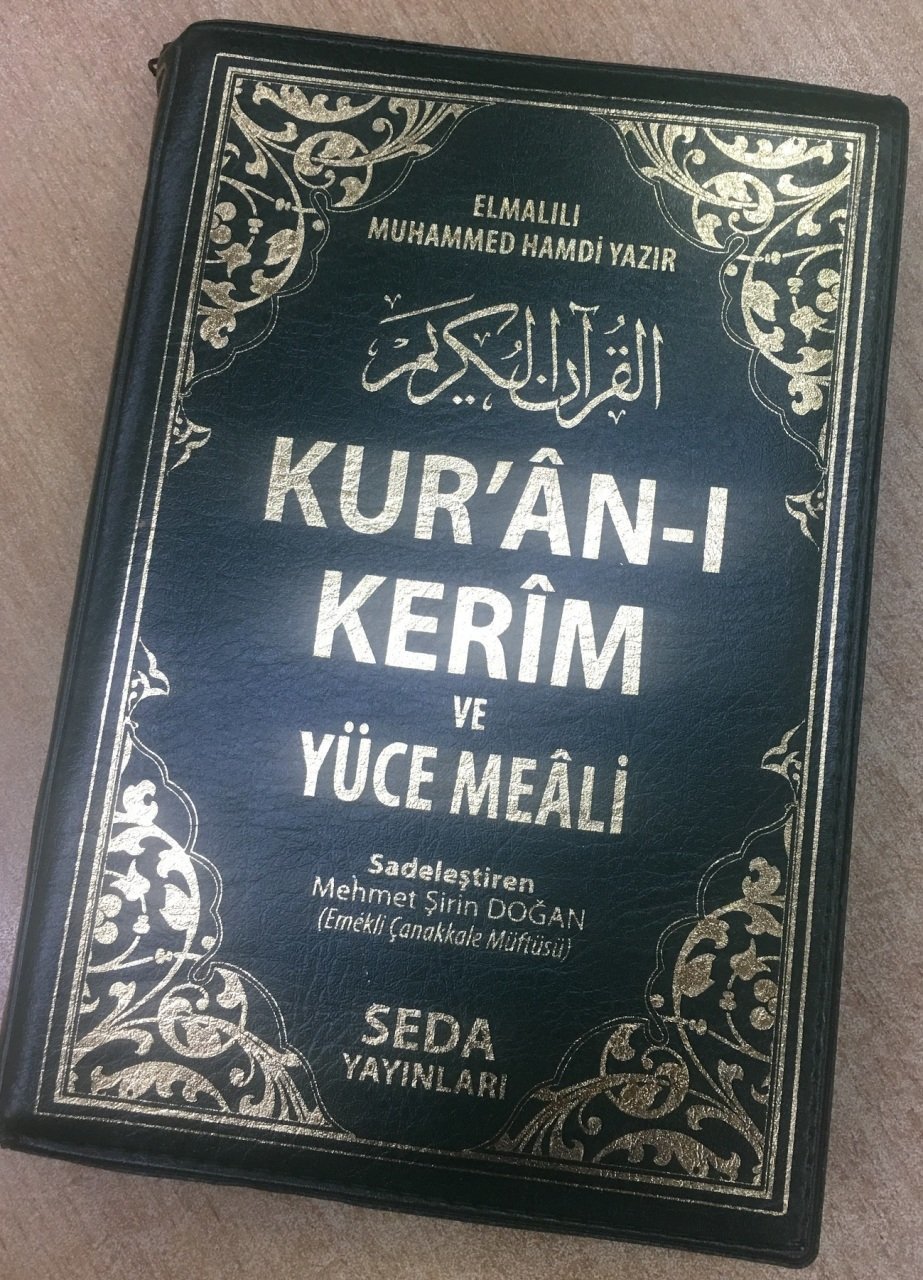 ELMALILI
MUHAMMED HAMDİ YAZIR
القرآن الكريم
KUR'ÂN-I
KERÎM
VE
YÜCE MEÂLİ
Sadeleştiren
Mehmet Şirin DOĞAN
(Emekli Çanakkale Müftüsü)
SEDA
YAYINLARI